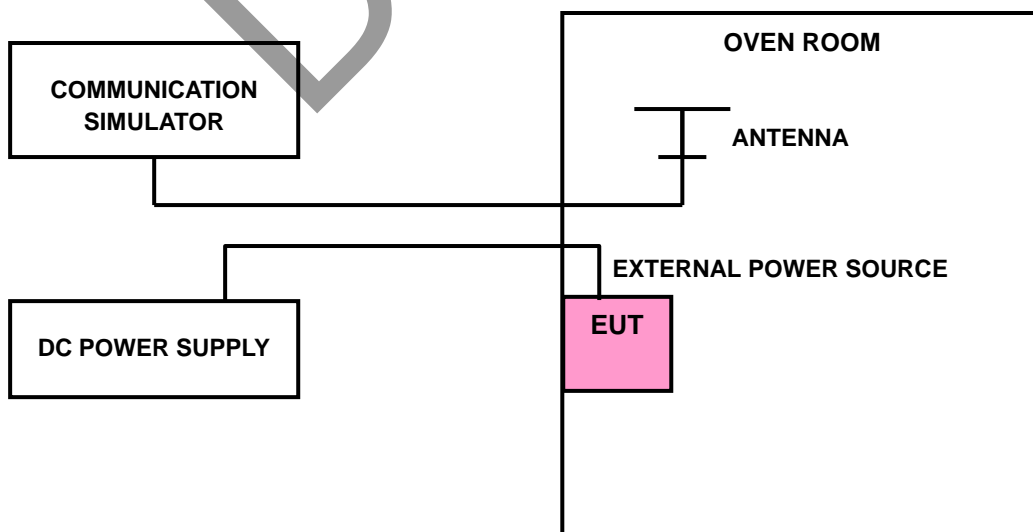 OVEN ROOM
COMMUNICATION
SIMULATOR
ANTENNA
EXTERNAL POWER SOURCE
EUT
DC POWER SUPPLY